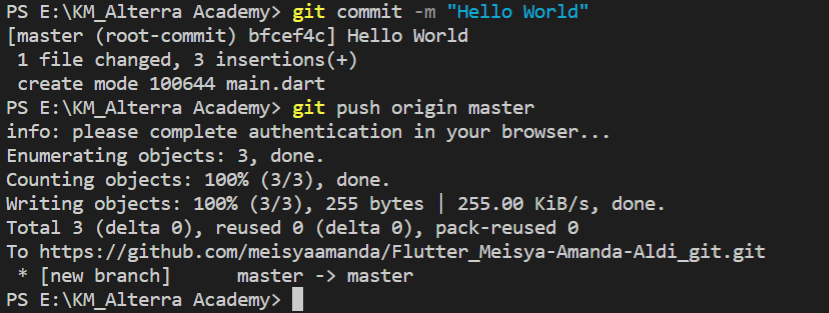 PS E:\KM_Alterra Academy> git commit -m "Hello World"
[master (root-commit) bfcef4c] Hello World
 1 file changed, 3 insertions(+)
 create mode 100644 main.dart
PS E:\KM_Alterra Academy> git push origin master
info: please complete authentication in your browser...
Enumerating objects: 3, done.
Counting objects: 100% (3/3), done.
Writing objects: 100% (3/3), 255 bytes | 255.00 KiB/s, done.
Total 3 (delta 0), reused 0 (delta 0), pack-reused 0
To https://github.com/meisyaamanda/Flutter_Meisya-Amanda-Aldi_git.git
 * [new branch]      master -> master
PS E:\KM_Alterra Academy>